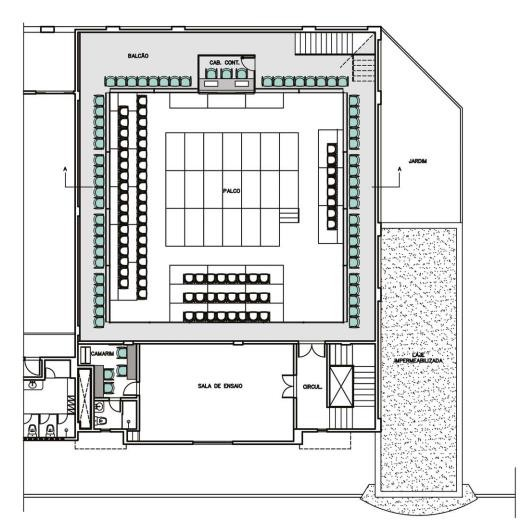 BALCÃO
CAB. CONT.
A
A
JARDIM
PALCO
CAMARIM
SALA DE ENSAIO
CIRCUL.
LAJE
IMPERMEABILIZADA